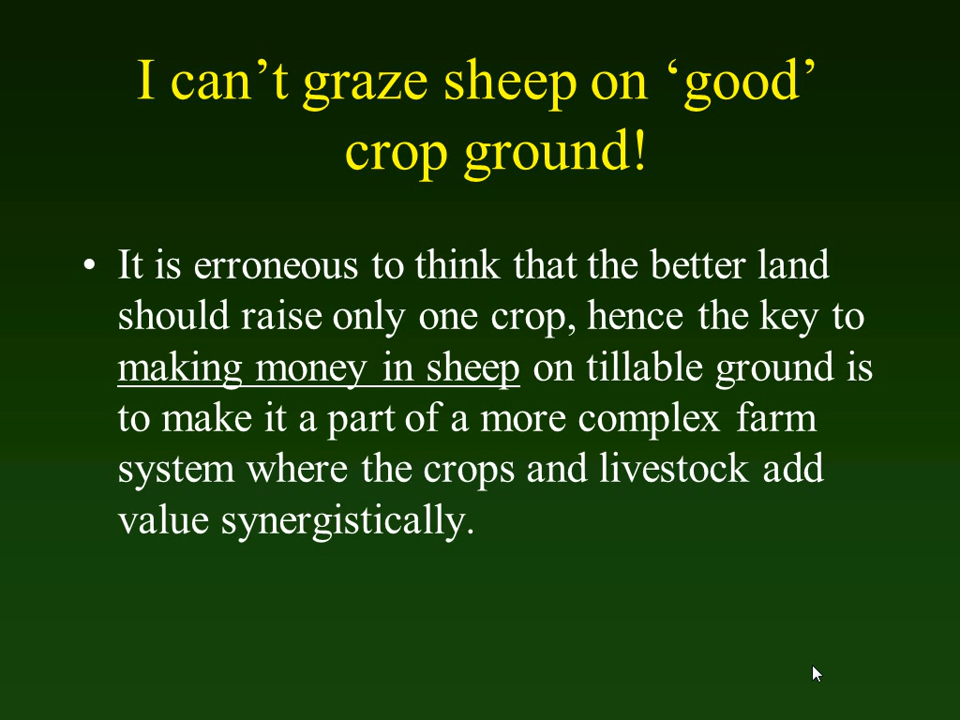 I can’t graze sheep on ‘good’
crop ground!
• It is erroneous to think that the better land
should raise only one crop, hence the key to
making money in sheep on tillable ground is
to make it a part of a more complex farm
system where the crops and livestock add
value synergistically.